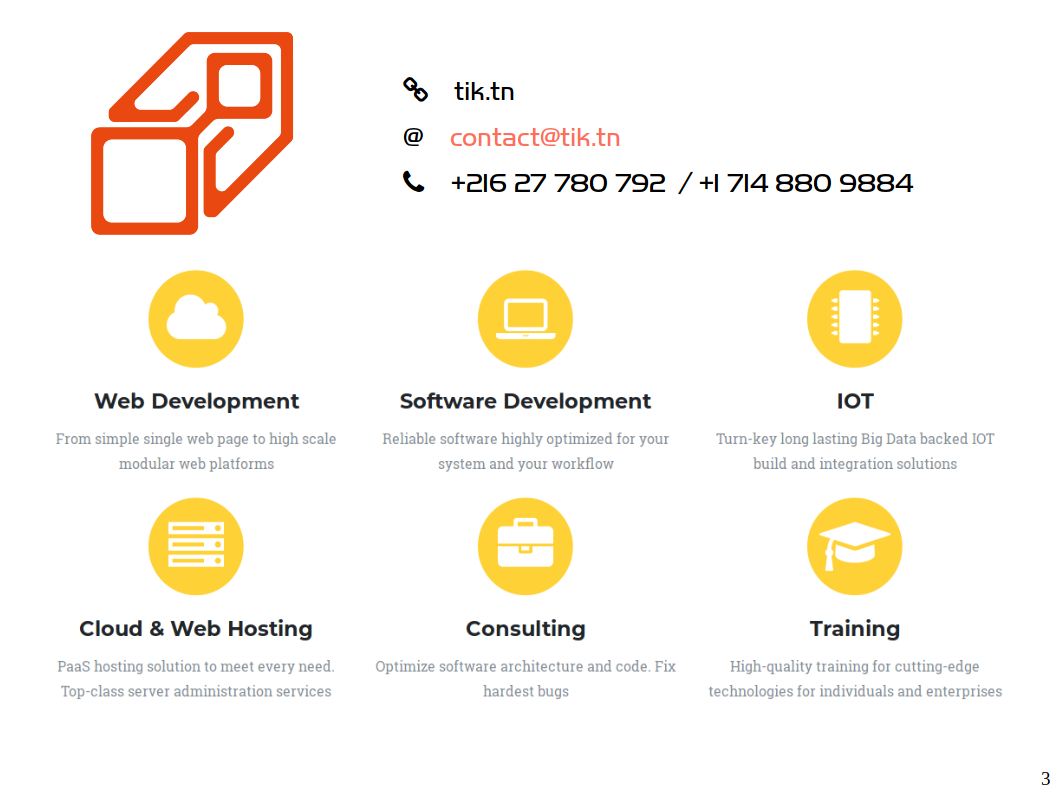 tik.tn
@ contact@tik.tn
+216 27 780 792 / +1 714 880 9884
Web Development
From simple single web page to high scale
modular web platforms
Software Development
Reliable software highly optimized for your
system and your workflow
IOT
Turn-key long lasting Big Data backed IOT
build and integration solutions
Cloud & Web Hosting
PaaS hosting solution to meet every need.
Top-class server administration services
Consulting
Optimize software architecture and code. Fix
hardest bugs
Training
High-quality training for cutting-edge
technologies for individuals and enterprises
3